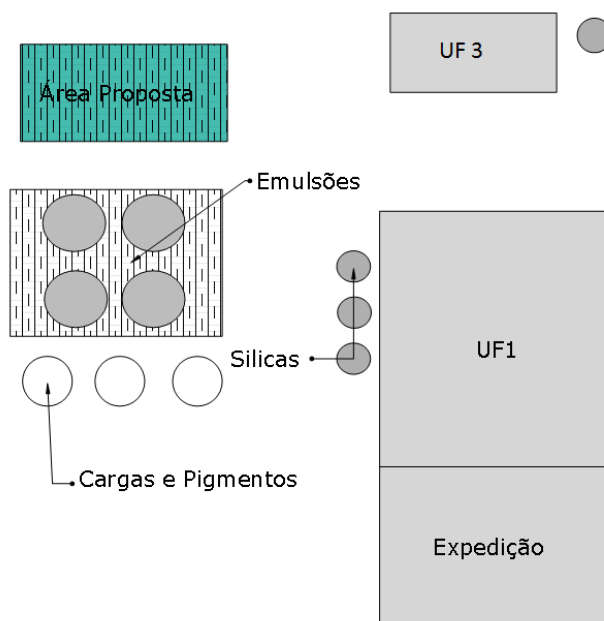 UF 3
Área Proposta
Emulsões
Silicas
UF1
Cargas e Pigmentos
Expedição